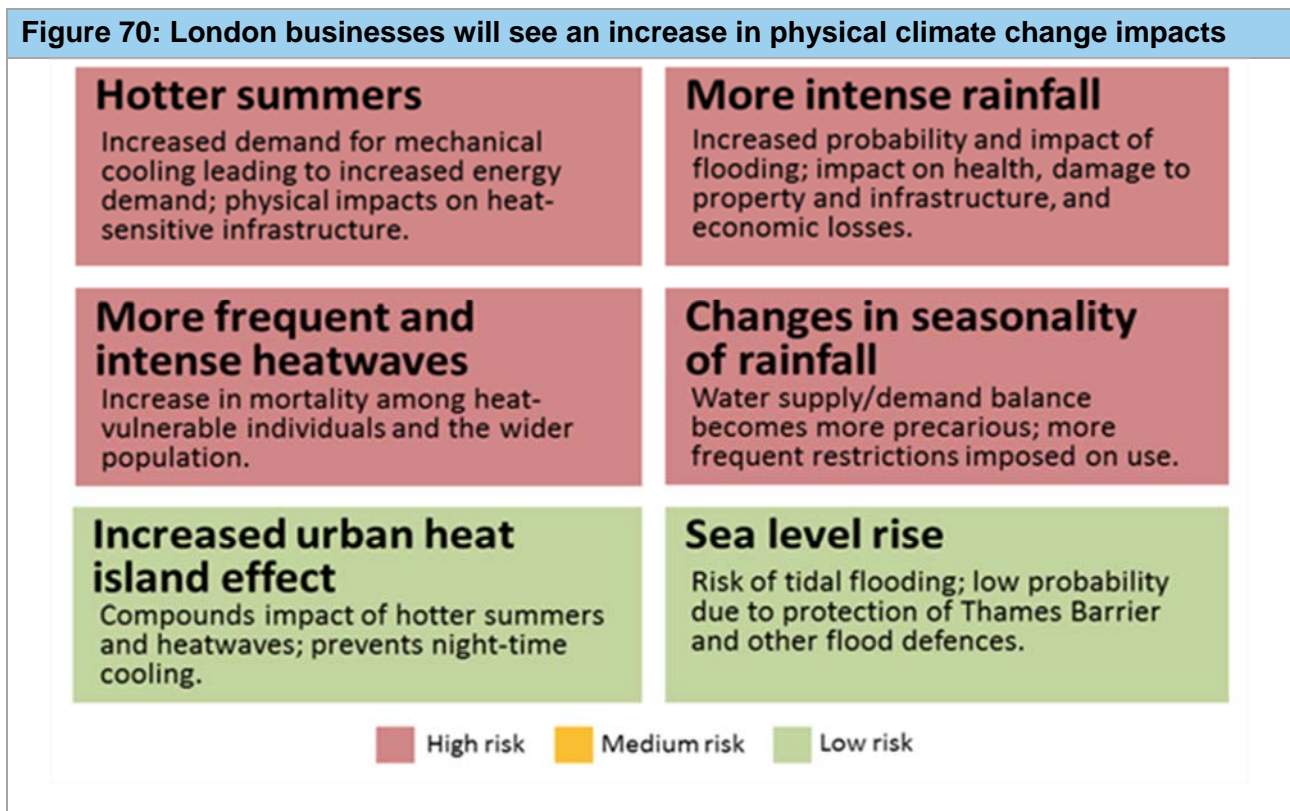 Figure 70: London businesses will see an increase in physical climate change impacts
Hotter summers
Increased demand for mechanical
cooling leading to increased energy
demand; physical impacts on heat-
sensitive infrastructure.
More intense rainfall
Increased probability and impact of
flooding; impact on health, damage to
property and infrastructure, and
economic losses.
More frequent and
intense heatwaves
Increase in mortality among heat-
vulnerable individuals and the wider
population.
Changes in seasonality
of rainfall
Water supply/demand balance
becomes more precarious; more
frequent restrictions imposed on use.
Increased urban heat
island effect
Compounds impact of hotter summers
and heatwaves; prevents night-time
cooling.
Sea level rise
Risk of tidal flooding; low probability
due to protection of Thames Barrier
and other flood defences.
High risk
Medium risk
Low risk